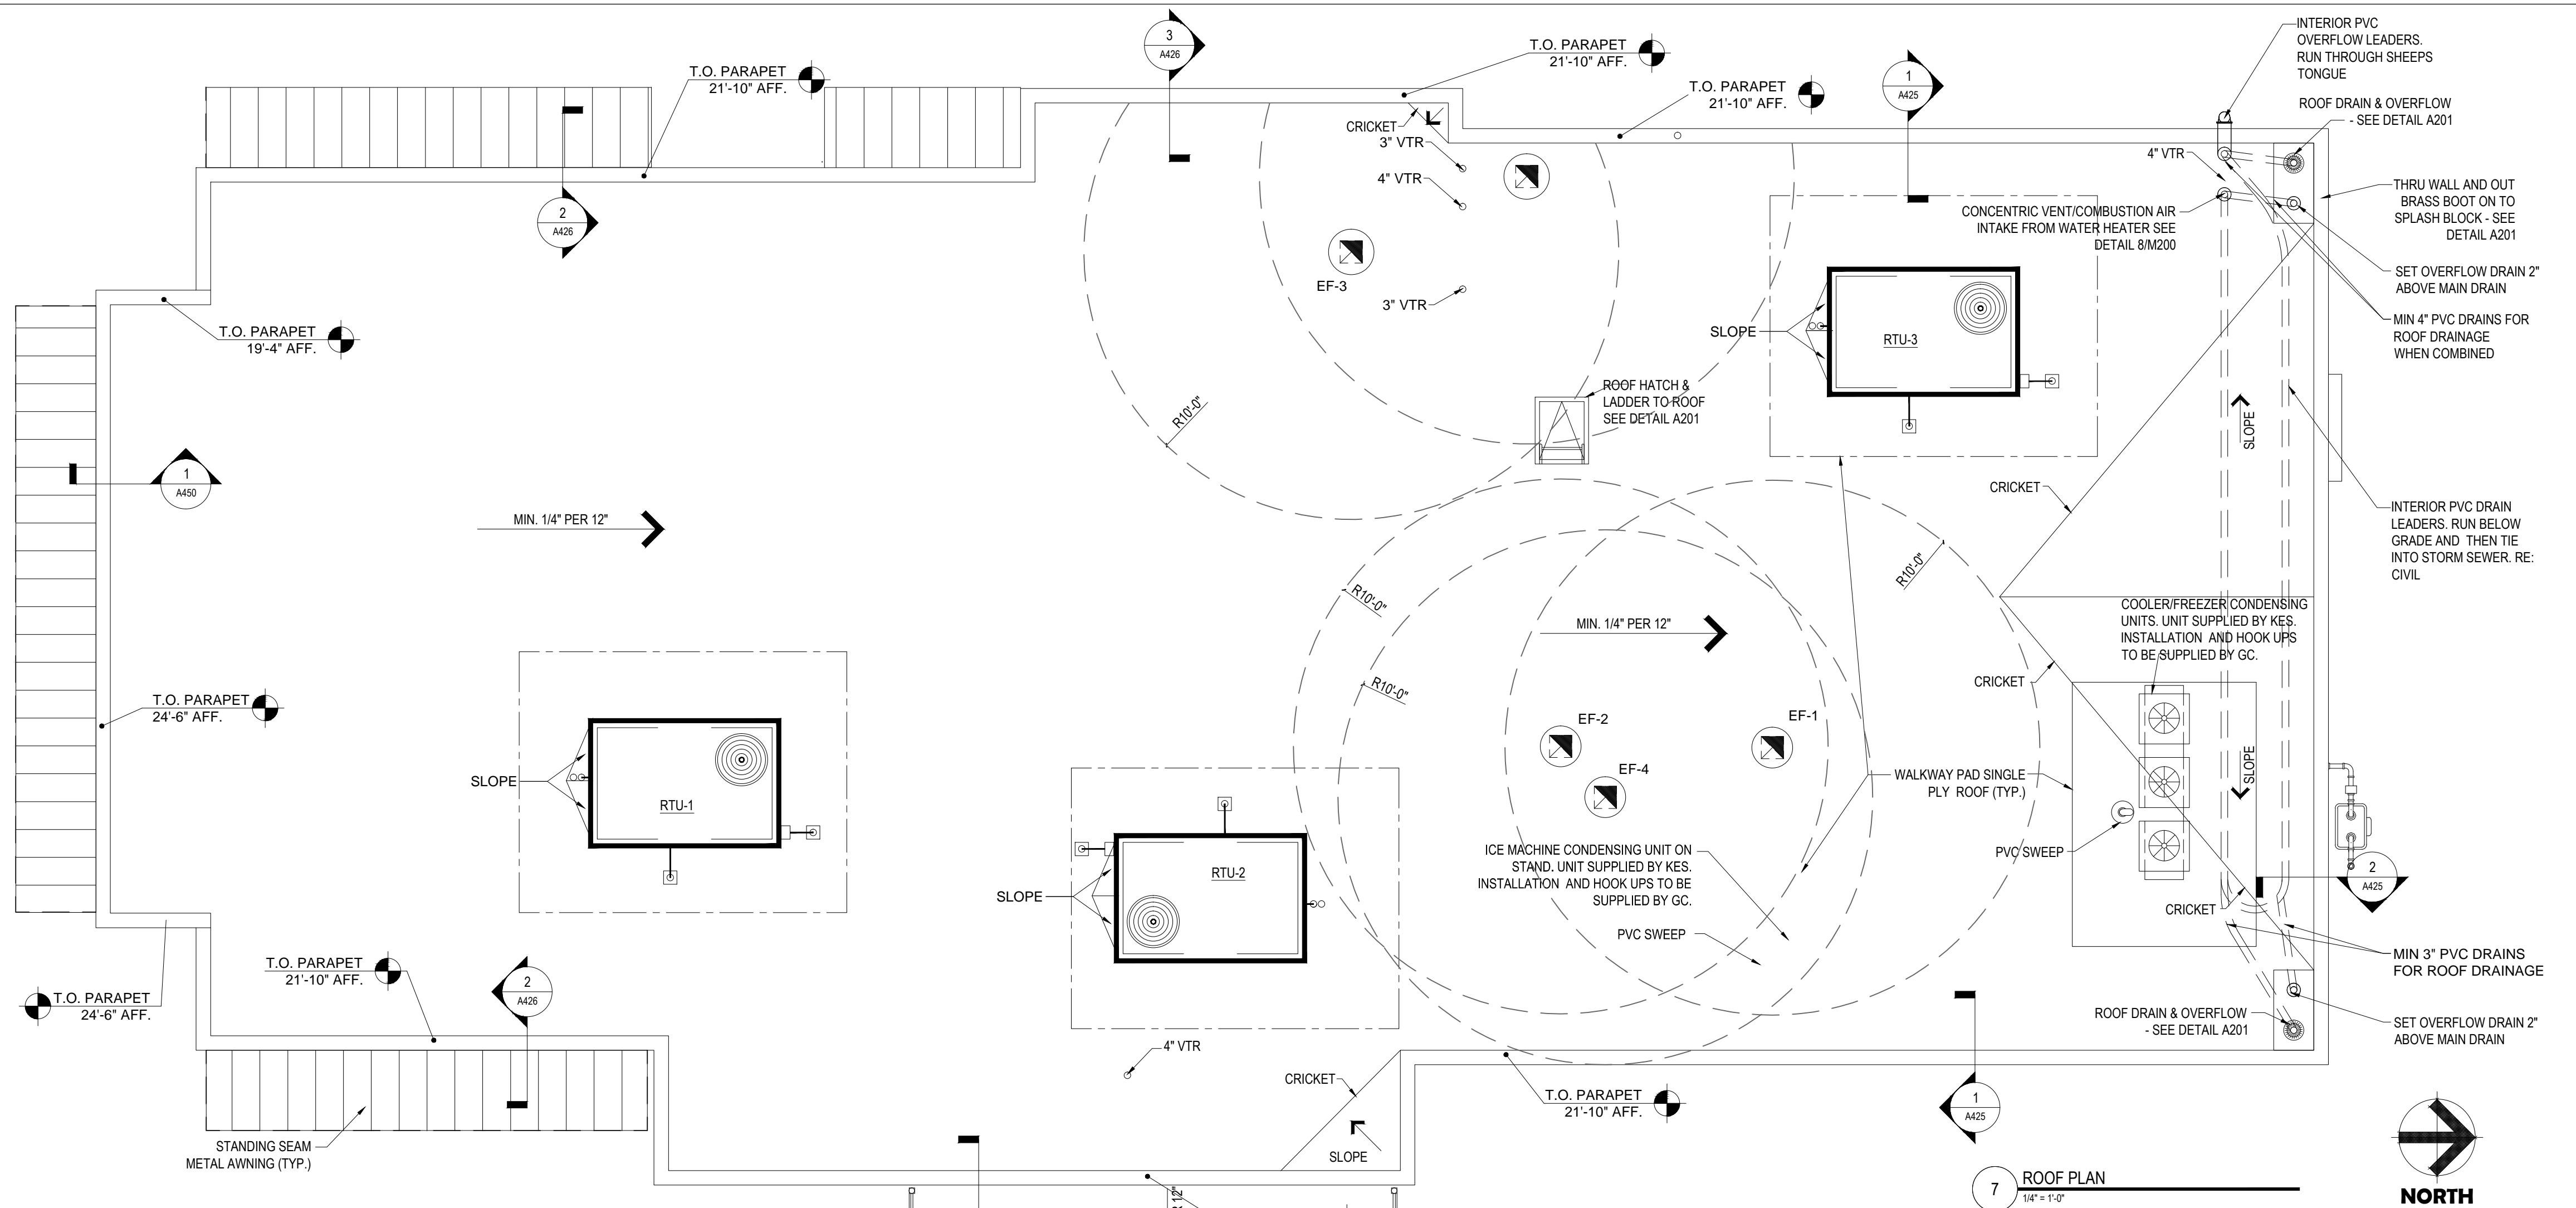 3
A426
T.O. PARAPET
21'-10" AFF.
T.O. PARAPET
21'-10" AFF.
T.O. PARAPET
21'-10" AFF.
1
A425
INTERIOR PVC
OVERFLOW LEADERS.
RUN THROUGH SHEEPS
TONGUE
ROOF DRAIN & OVERFLOW
- SEE DETAIL A201
CRICKET
3" VTR
4" VTR
4" VTR
THRU WALL AND OUT
BRASS BOOT ON TO
SPLASH BLOCK - SEE
DETAIL A201
2
A426
CONCENTRIC VENT/COMBUSTION AIR
INTAKE FROM WATER HEATER SEE
DETAIL 8/M200
SET OVERFLOW DRAIN 2"
ABOVE MAIN DRAIN
EF-3
3" VTR
T.O. PARAPET
19'-4" AFF.
SLOPE
RTU-3
MIN 4" PVC DRAINS FOR
ROOF DRAINAGE
WHEN COMBINED
R10'-0"
ROOF HATCH &
LADDER TO ROOF
SEE DETAIL A201
SLOPE
1
A450
CRICKET
MIN. 1/4" PER 12"
INTERIOR PVC DRAIN
LEADERS. RUN BELOW
GRADE AND THEN TIE
INTO STORM SEWER. RE:
CIVIL
R10'-0"
R10'-0"
MIN. 1/4" PER 12"
COOLER/FREEZER CONDENSING
UNITS. UNIT SUPPLIED BY KES.
INSTALLATION AND HOOK UPS
TO BE SUPPLIED BY GC.
R10'-0"
CRICKET
T.O. PARAPET
24'-6" AFF.
EF-2
EF-1
EF-4
SLOPE
SLOPE
RTU-1
WALKWAY PAD SINGLE
PLY ROOF (TYP.)
ICE MACHINE CONDENSING UNIT ON
STAND. UNIT SUPPLIED BY KES.
INSTALLATION AND HOOK UPS TO BE
SUPPLIED BY GC.
PVC SWEEP
RTU-2
SLOPE
2
A425
CRICKET
PVC SWEEP
MIN 3" PVC DRAINS
FOR ROOF DRAINAGE
T.O. PARAPET
21'-10" AFF.
2
A426
T.O. PARAPET
24'-6" AFF.
ROOF DRAIN & OVERFLOW
- SEE DETAIL A201
SET OVERFLOW DRAIN 2"
ABOVE MAIN DRAIN
4" VTR
CRICKET
T.O. PARAPET
21'-10" AFF.
1
A425
STANDING SEAM
METAL AWNING (TYP.)
SLOPE
7
ROOF PLAN
1/4" = 1'-0"
NORTH